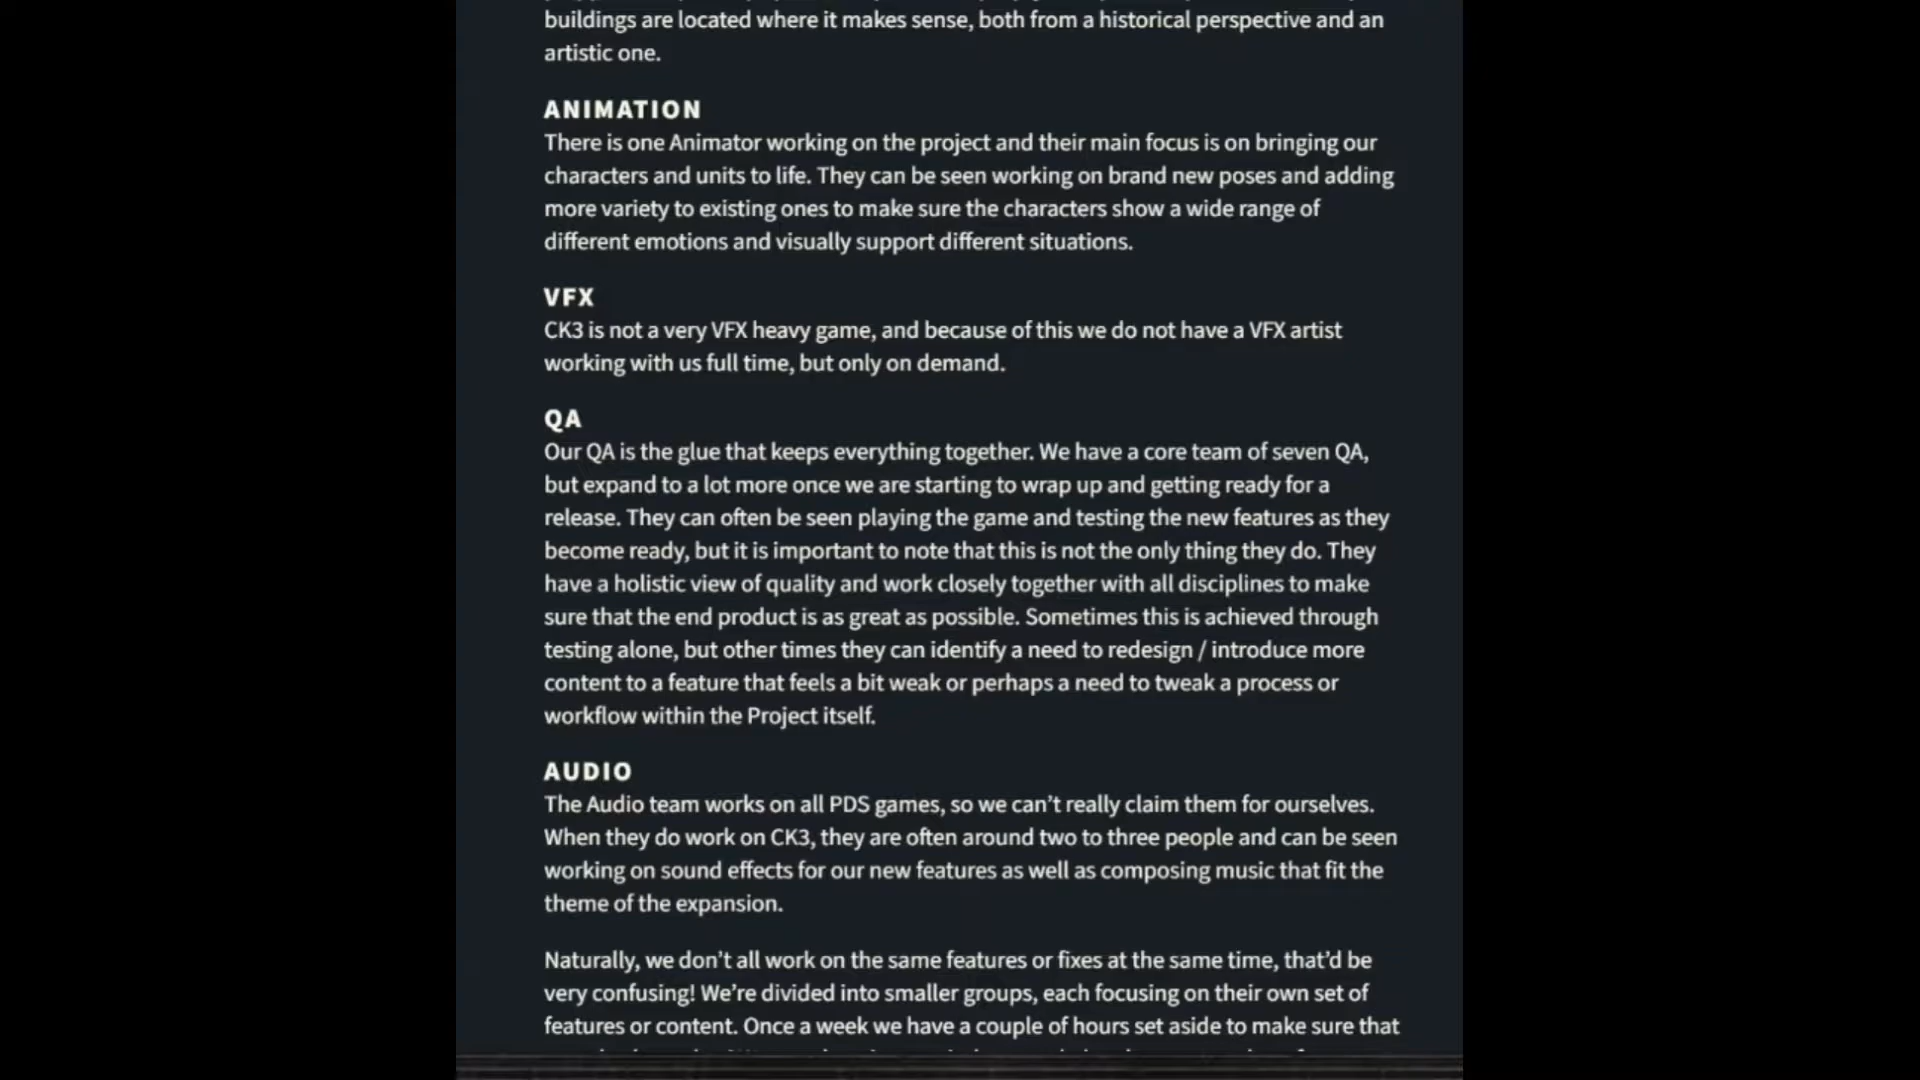 buildings are located where it makes sense, both from a historical perspective and an
artistic one.
ANIMATION
There is one Animator working on the project and their main focus is on bringing our
characters and units to life. They can be seen working on brand new poses and adding
more variety to existing ones to make sure the characters show a wide range of
different emotions and visually support different situations.
VFX
CK3 is not a very VFX heavy game, and because of this we do not have a VFX artist
working with us full time, but only on demand.
QA
Our QA is the glue that keeps everything together. We have a core team of seven QA,
but expand to a lot more once we are starting to wrap up and getting ready for a
release. They can often be seen playing the game and testing the new features as they
become ready, but it is important to note that this is not the only thing they do. They
have a holistic view of quality and work closely together with all disciplines to make
sure that the end product is as great as possible. Sometimes this is achieved through
testing alone, but other times they can identify a need to redesign / introduce more
content to a feature that feels a bit weak or perhaps a need to tweak a process or
workflow within the Project itself.
AUDIO
The Audio team works on all PDS games, so we can’t really claim them for ourselves.
When they do work on CK3, they are often around two to three people and can be seen
working on sound effects for our new features as well as composing music that fit the
theme of the expansion.
Naturally, we don’t all work on the same features or fixes at the same time, that’d be
very confusing! We’re divided into smaller groups, each focusing on their own set of
features or content. Once a week we have a couple of hours set aside to make sure that